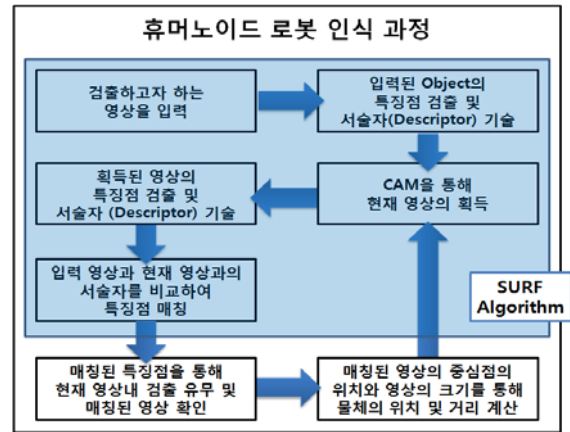 휴머노이드 로봇 인식 과정
검출하고자 하는
영상을 입력
입력된 Object의
특징점 검출 및
서술자(Descriptor) 기술
CAM을 통해
현재 영상의 획득
획득된 영상의
특징점 검출 및
서술자 (Descriptor) 기술
입력 영상과 현재 영상과의
서술자를 비교하여
특징점 매칭
SURF
Algorithm
매칭된 특징점을 통해
현재 영상내 검출 유무 및
매칭된 영상 확인
매칭된 영상의 중심점의
위치와 영상의 크기를 통해
물체의 위치 및 거리 계산